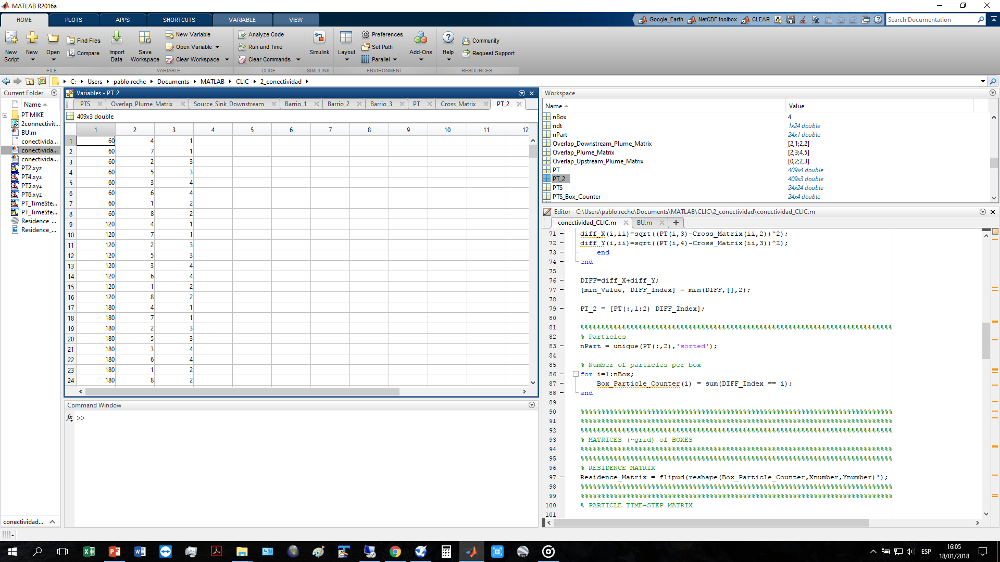 MATLAB R2016a
HOME PLOTS APPS SHORTCUTS VARIABLE VIEW
Google_Earth NetCDF toolbox CLEAR Search Documentation
New Script
New
Open
Find Files
Compare
FILE
Import Data
Save Workspace
New Variable
Open Variable
Clear Workspace
VARIABLE
Analyze Code
Run and Time
Clear Commands
CODE
Simulink
SIMULINK
Layout
Preferences
Set Path
Parallel
ENVIRONMENT
Add-Ons
Help
Community
Request Support
RESOURCES
C: Users pablo.reche Documents MATLAB CLIC 2_conectividad
Current Folder
Name
PT MIKE
2connectivit...
BU.m
conectivida...
conectivida...
conectivida...
PT2.xyz
PT4.xyz
PT5.xyz
PT6.xyz
PT_TimeSte...
PT_TimeSte...
Residence_...
Residence_...
conectividad...
Variables - PT_2
PTS Overlap_Plume_Matrix Source_Sink_Downstream Barrio_1 Barrio_2 Barrio_3 PT Cross_Matrix PT_2
409x3 double
1 2 3 4 5 6 7 8 9 10 11 12
1 60 4 1
2 60 7 1
3 60 2 3
4 60 5 3
5 60 3 4
6 60 6 4
7 60 1 2
8 60 8 2
9 120 4 1
10 120 7 1
11 120 2 3
12 120 5 3
13 120 3 4
14 120 6 4
15 120 1 2
16 120 8 2
17 180 4 1
18 180 7 1
19 180 2 3
20 180 5 3
21 180 3 4
22 180 6 4
23 180 1 2
24 180 8 2
Command Window
fx >>
Workspace
Name Value
nBox 4
ndt 1x24 double
nPart 24x1 double
Overlap_Downstream_Plume_Matrix [2,1;2,2]
Overlap_Plume_Matrix [2,3;4,5]
Overlap_Upstream_Plume_Matrix [0,2;2,3]
PT 409x4 double
PT_2 409x3 double
PTS 24x24 double
PTS_Box_Counter 24x4 double
Editor - C:\Users\pablo.reche\Documents\MATLAB\CLIC\2_conectividad\conectividad_CLIC.m
conectividad_CLIC.m BU.m +
71 – diff_X(i,ii)=sqrt((PT(i,3)-Cross_Matrix(ii,2))^2);
72 – diff_Y(i,ii)=sqrt((PT(i,4)-Cross_Matrix(ii,3))^2);
73 – end
74 – end
75
76 – DIFF=diff_X+diff_Y;
77 – [min_Value, DIFF_Index] = min(DIFF,[],2);
78
79 – PT_2 = [PT(:,1:2) DIFF_Index];
80
81 %%%%%%%%%%%%%%%%%%%%%%%%%%%%%%%%%%%%%%%%%%%%%%%%%%%%%%%%%%%%%%%%%%%%%%%%%%%
82 % Particles
83 – nPart = unique(PT(:,2),'sorted');
84
85 % Number of particles per box
86 – for i=1:nBox;
87 – Box_Particle_Counter(i) = sum(DIFF_Index == i);
88 – end
89
90 %%%%%%%%%%%%%%%%%%%%%%%%%%%%%%%%%%%%%%%%%%%%%%%%%%%%%%%%%%%%%%%%%%%%%%%%%%%
91 %%%%%%%%%%%%%%%%%%%%%%%%%%%%%%%%%%%%%%%%%%%%%%%%%%%%%%%%%%%%%%%%%%%%%%%%%%%
92 %%%%%%%%%%%%%%%%%%%%%%%%%%%%%%%%%%%%%%%%%%%%%%%%%%%%%%%%%%%%%%%%%%%%%%%%%%%
93 % MATRICES (~grid) of BOXES
94 %%%%%%%%%%%%%%%%%%%%%%%%%%%%%%%%%%%%%%%%%%%%%%%%%%%%%%%%%%%%%%%%%%%%%%%%%%%
95 %%%%%%%%%%%%%%%%%%%%%%%%%%%%%%%%%%%%%%%%%%%%%%%%%%%%%%%%%%%%%%%%%%%%%%%%%%%
96 % RESIDENCE MATRIX
97 – Residence_Matrix = flipud(reshape(Box_Particle_Counter,Xnumber,Ynumber)');
98 %%%%%%%%%%%%%%%%%%%%%%%%%%%%%%%%%%%%%%%%%%%%%%%%%%%%%%%%%%%%%%%%%%%%%%%%%%%
99 %%%%%%%%%%%%%%%%%%%%%%%%%%%%%%%%%%%%%%%%%%%%%%%%%%%%%%%%%%%%%%%%%%%%%%%%%%%
100 % PARTICLE TIME-STEP MATRIX
101
ESP
16:05
18/01/2018